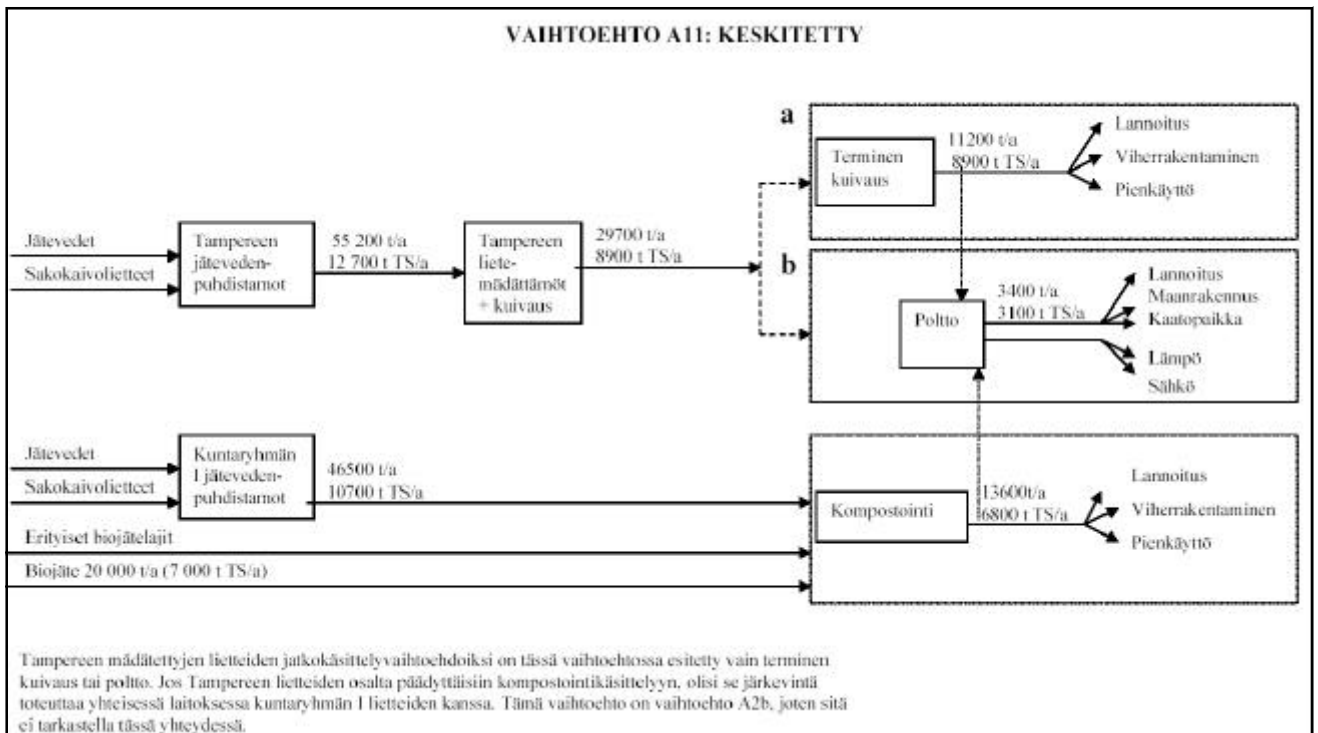 VAIHTOEHTO A11: KESKITETTY
a
Terminen
kuivaus
11200 t/a
8900 t TS/a
Lannoitus
Viherrakentaminen
Pienkäyttö
Jätevedet
Sakokaivolietteet
Tampereen
jäteveden-
puhdistamot
55 200 t/a
12 700 t TS/a
Tampereen
liete-
mädättämöt
+ kuivaus
29700 t/a
8900 t TS/a
b
Poltto
3400 t/a
3100 t TS/a
Lannoitus
Maanrakennus
Kaatopaikka
Lämpö
Sähkö
Jätevedet
Sakokaivolietteet
Kuntaryhmän
I jäteveden-
puhdistamot
46500 t/a
10700 t TS/a
Erityiset biojätelajit
Biojäte 20 000 t/a (7 000 t TS/a)
Kompostointi
13600t/a
6800 t TS/a
Lannoitus
Viherrakentaminen
Pienkäyttö
Tampereen mädätettyjen lietteiden jatkokäsittelyvaihtoehdoiksi on tässä vaihtoehtossa esitetty vain terminen
kuivaus tai poltto. Jos Tampereen lietteiden osalta päädyttäisiin kompostointikäsittelyyn, olisi se järkevintä
toteuttaa yhteisessä laitoksessa kuntaryhmän I lietteiden kanssa. Tämä vaihtoehto on vaihtoehto A2b, joten sitä
ei tarkastella tässä yhteydessä.